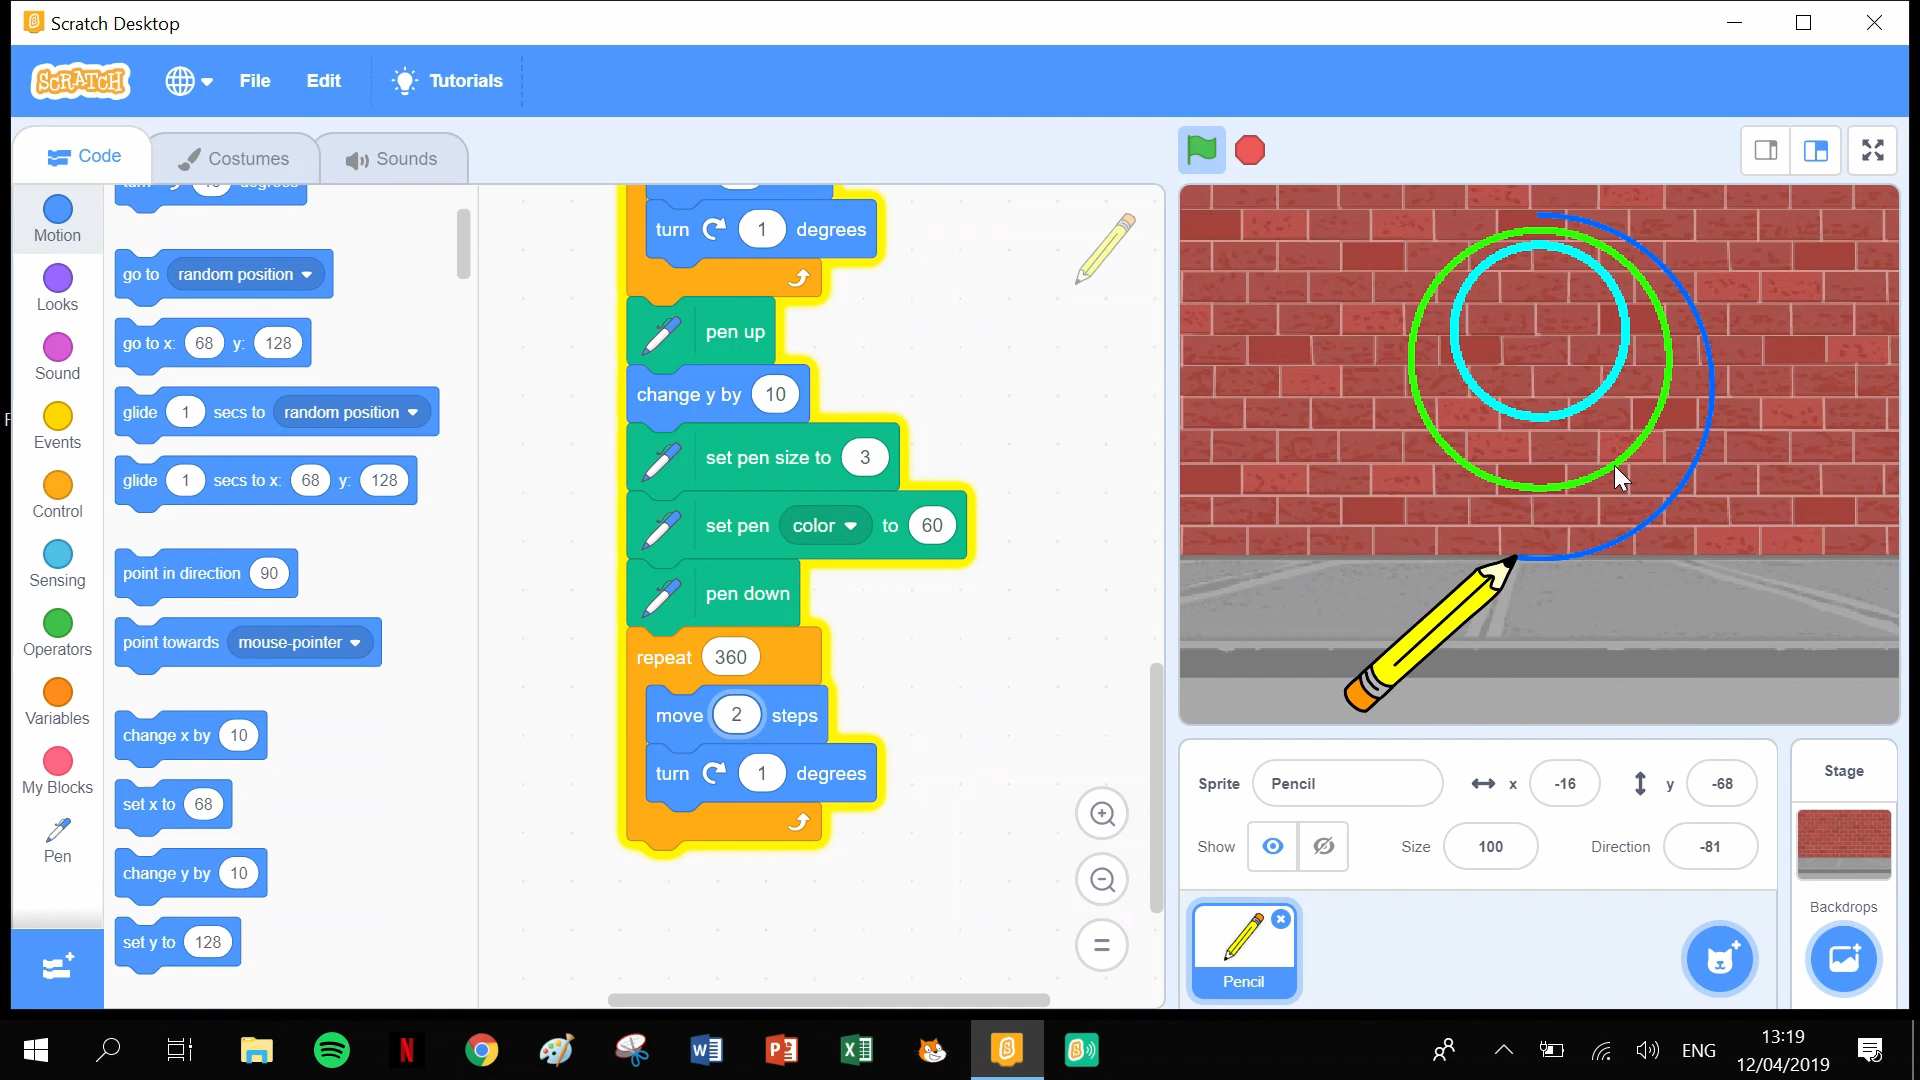 Scratch Desktop
SCRATCH
File
Edit
Tutorials
Code
Costumes
Sounds
Motion
Looks
Sound
Events
Control
Sensing
Operators
Variables
My Blocks
Pen
go to random position
go to x: 68 y: 128
glide 1 secs to random position
glide 1 secs to x: 68 y: 128
point in direction 90
point towards mouse-pointer
change x by 10
set x to 68
change y by 10
set y to 128
turn 1 degrees
pen up
change y by 10
set pen size to 3
set pen color to 60
pen down
repeat 360
move 2 steps
turn 1 degrees
Sprite Pencil x -16 y -68
Show Size 100 Direction -81
Pencil
Stage
Backdrops
ENG
13:19
12/04/2019